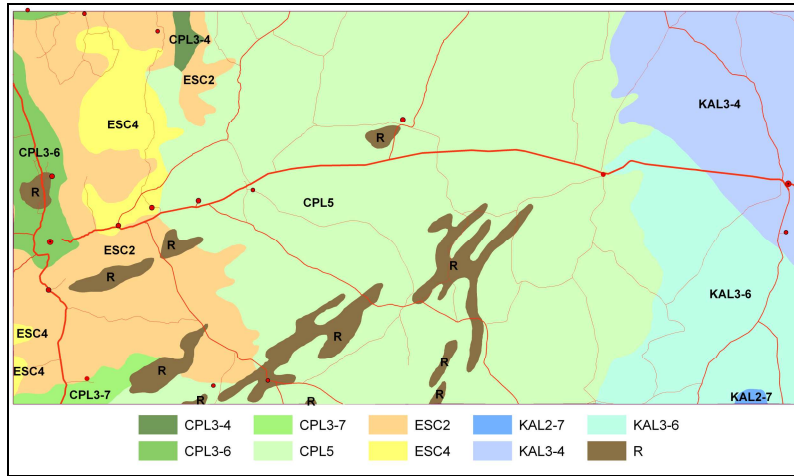 CPL3-4
ESC2
KAL3-4
ESC4
CPL3-6
R
R
CPL5
ESC2
R
R
R
KAL3-6
ESC4
R
R
ESC4
R
R
CPL3-7
R
R
R
KAL2-7
CPL3-4
CPL3-7
ESC2
KAL2-7
KAL3-6
CPL3-6
CPL5
ESC4
KAL3-4
R